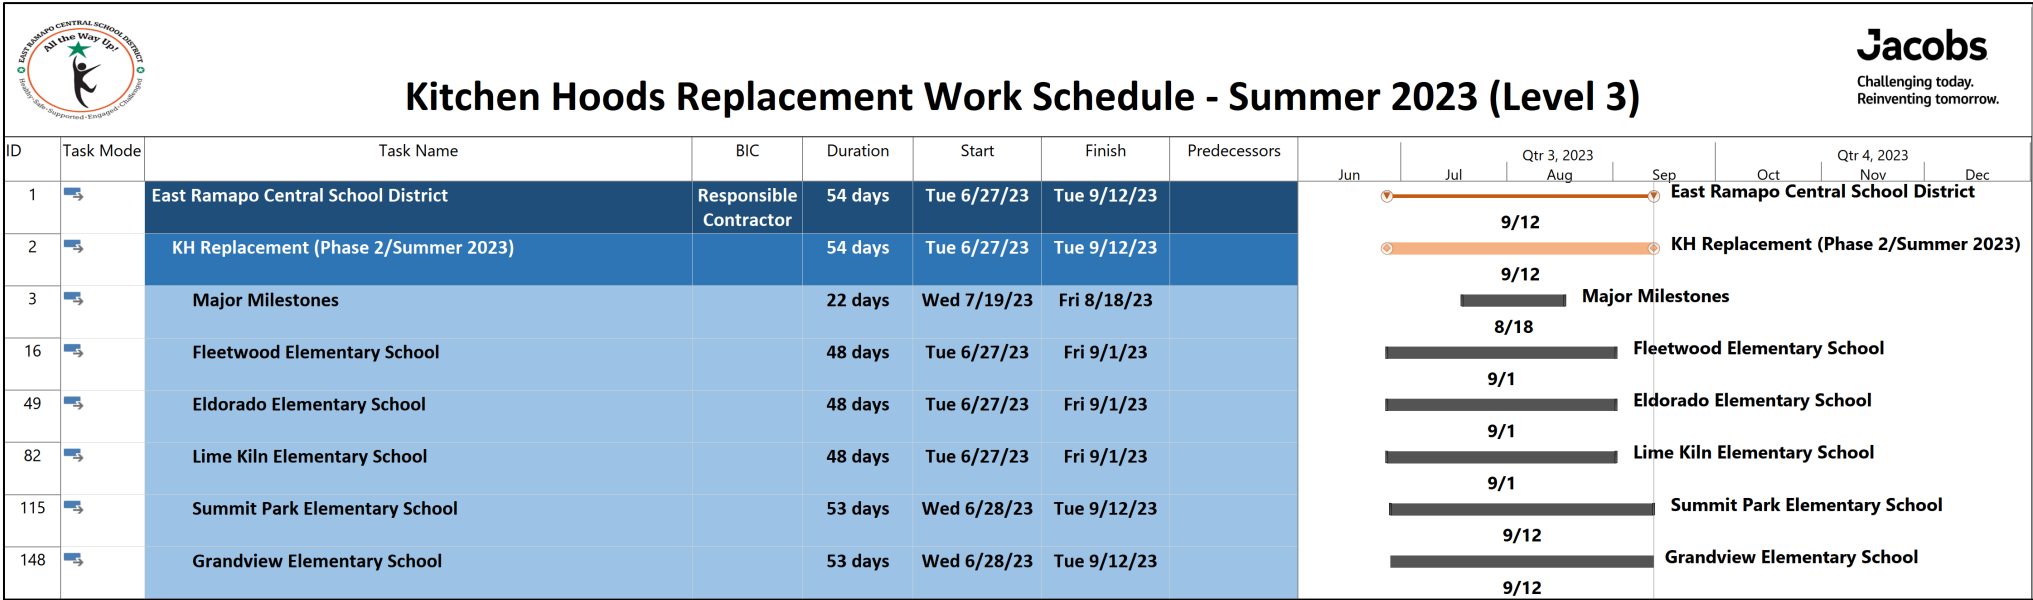 EAST RAMAPO CENTRAL SCHOOL DISTRICT
All the Way Up!
Healthy-Safe-Supported-Engaged-Challenged
Jacobs
Challenging today.
Reinventing tomorrow.
Kitchen Hoods Replacement Work Schedule - Summer 2023 (Level 3)
ID Task Mode Task Name BIC Duration Start Finish Predecessors
Qtr 3, 2023 Qtr 4, 2023
Jun Jul Aug Sep Oct Nov Dec
1 East Ramapo Central School District Responsible Contractor 54 days Tue 6/27/23 Tue 9/12/23 East Ramapo Central School District
9/12
2 KH Replacement (Phase 2/Summer 2023) 54 days Tue 6/27/23 Tue 9/12/23 KH Replacement (Phase 2/Summer 2023)
9/12
3 Major Milestones 22 days Wed 7/19/23 Fri 8/18/23 Major Milestones
8/18
16 Fleetwood Elementary School 48 days Tue 6/27/23 Fri 9/1/23 Fleetwood Elementary School
9/1
49 Eldorado Elementary School 48 days Tue 6/27/23 Fri 9/1/23 Eldorado Elementary School
9/1
82 Lime Kiln Elementary School 48 days Tue 6/27/23 Fri 9/1/23 Lime Kiln Elementary School
9/1
115 Summit Park Elementary School 53 days Wed 6/28/23 Tue 9/12/23 Summit Park Elementary School
9/12
148 Grandview Elementary School 53 days Wed 6/28/23 Tue 9/12/23 Grandview Elementary School
9/12